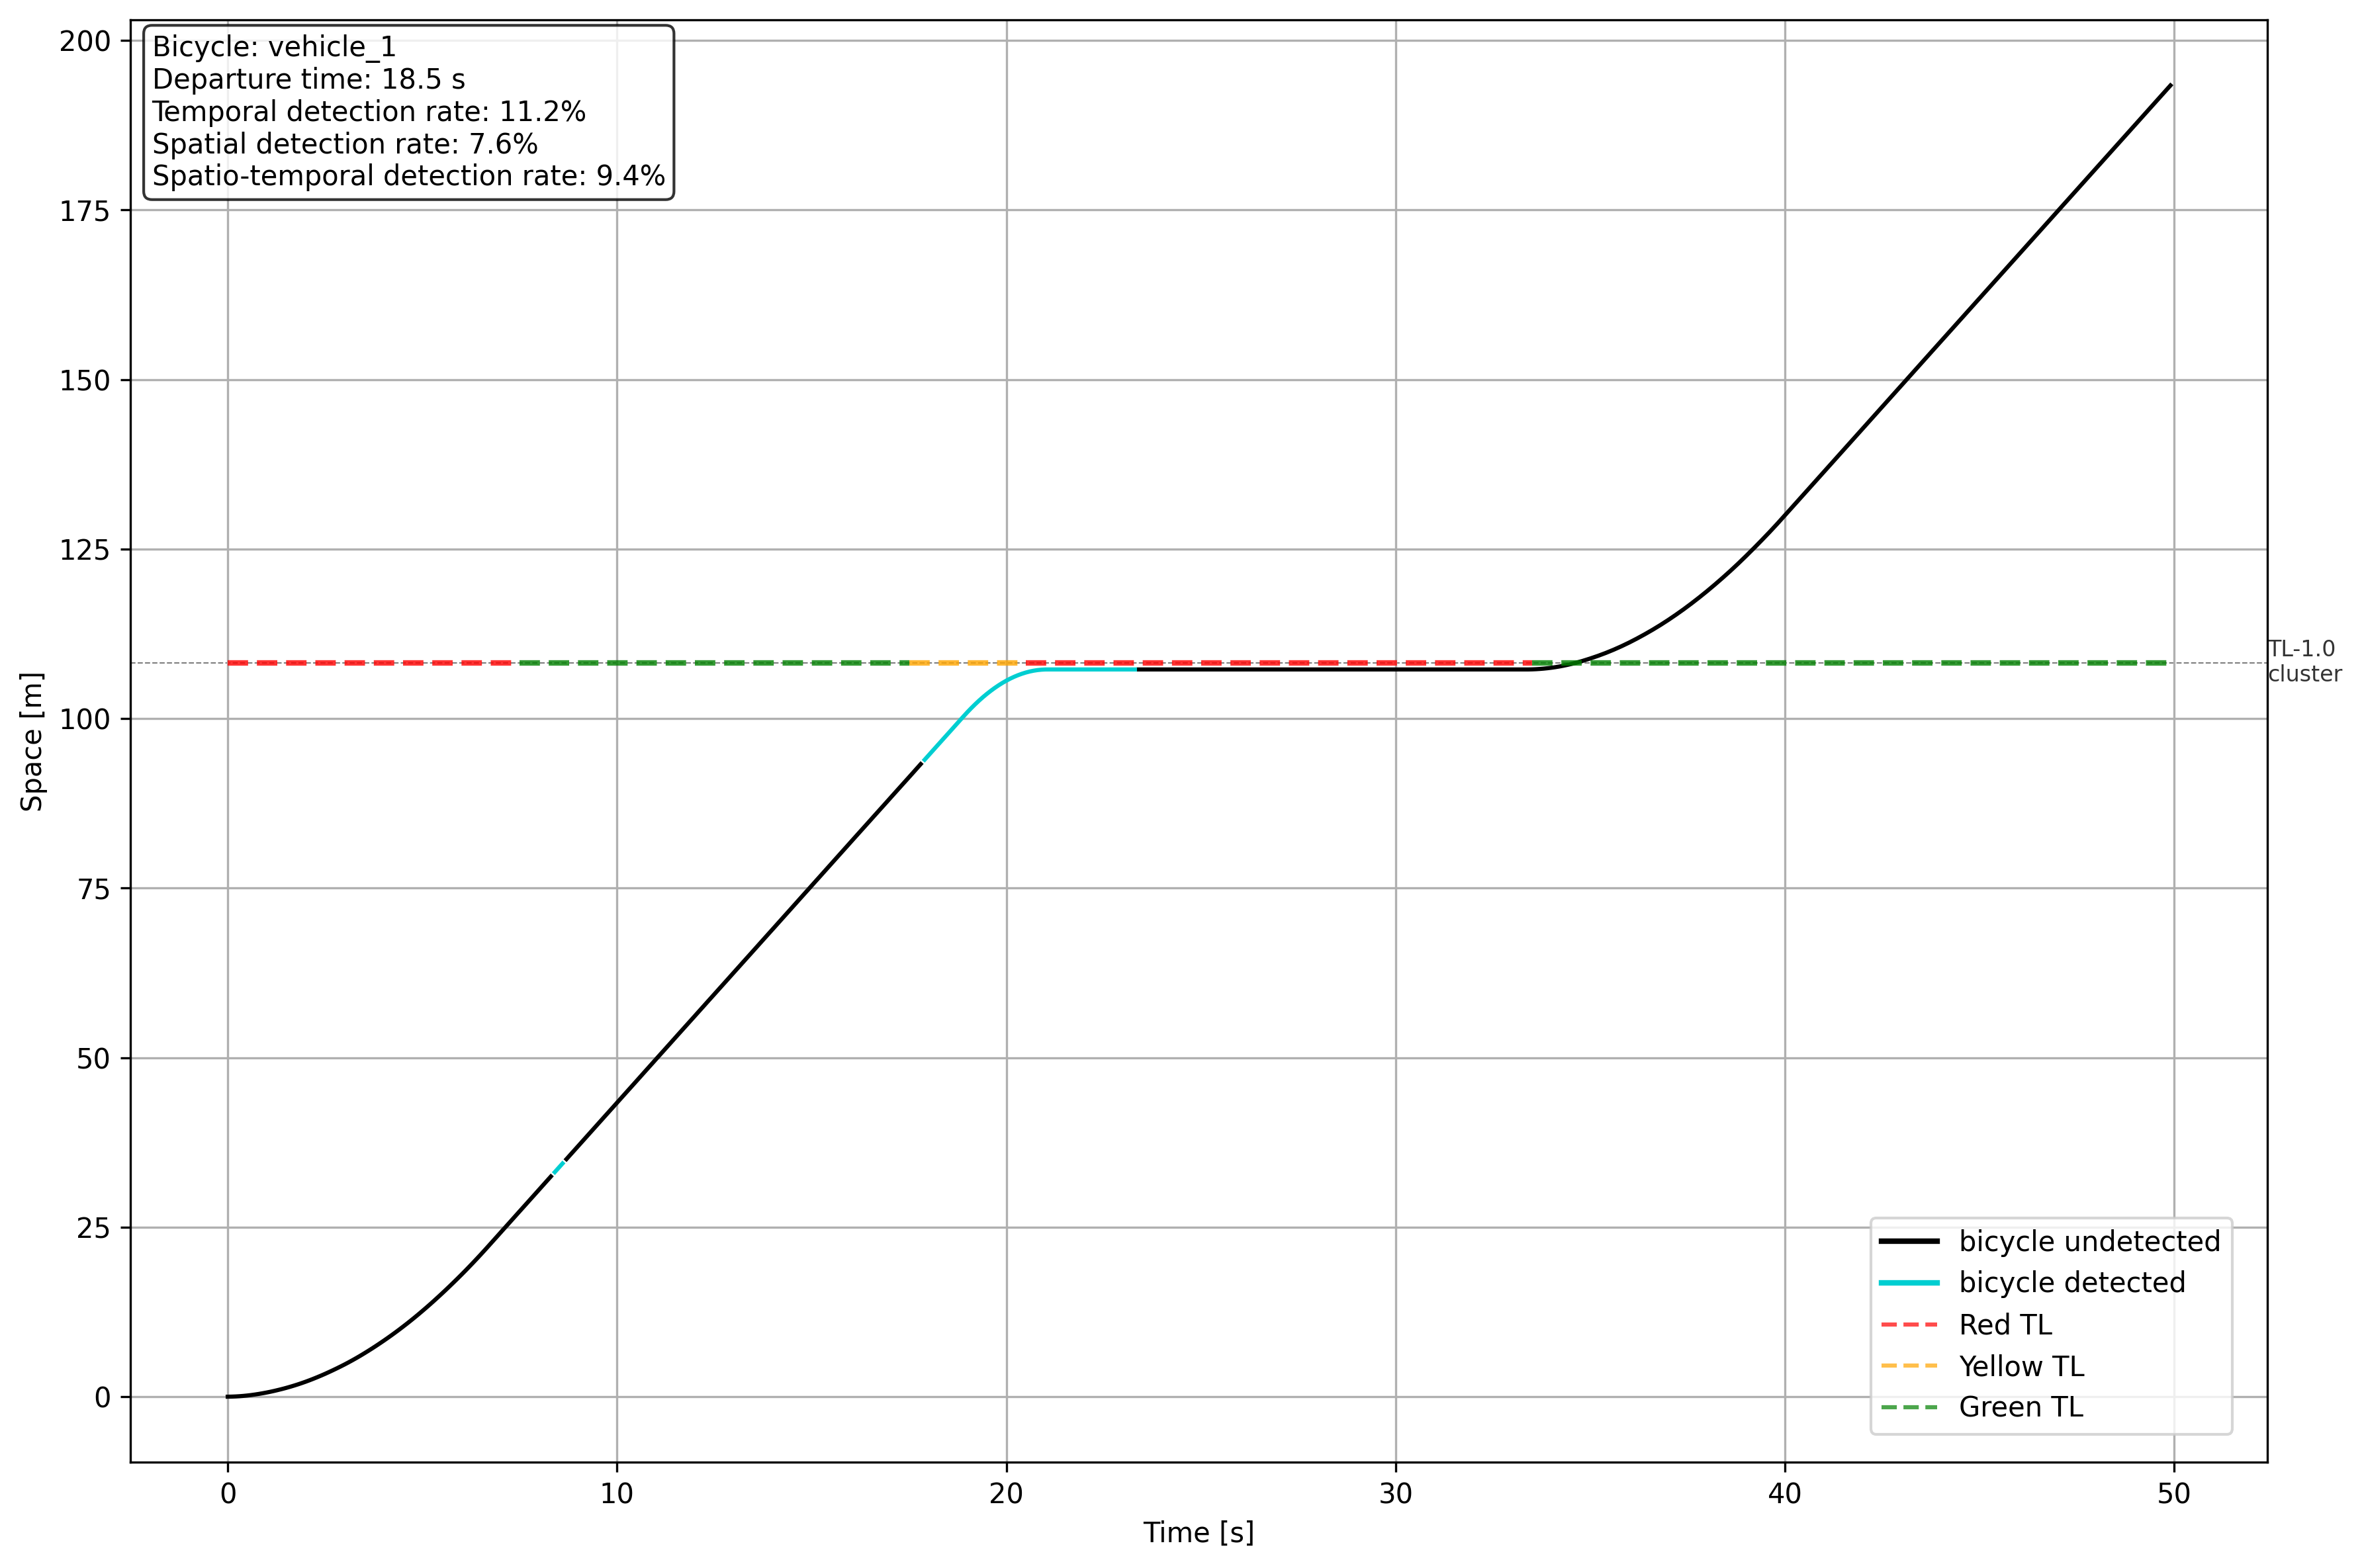 Bicycle: vehicle_1
Departure time: 18.5 s
Temporal detection rate: 11.2%
Spatial detection rate: 7.6%
Spatio-temporal detection rate: 9.4%
200
175
150
125
100
75
50
25
0
Space [m]
TL-1.0
cluster
bicycle undetected
bicycle detected
Red TL
Yellow TL
Green TL
0 10 20 30 40 50
Time [s]